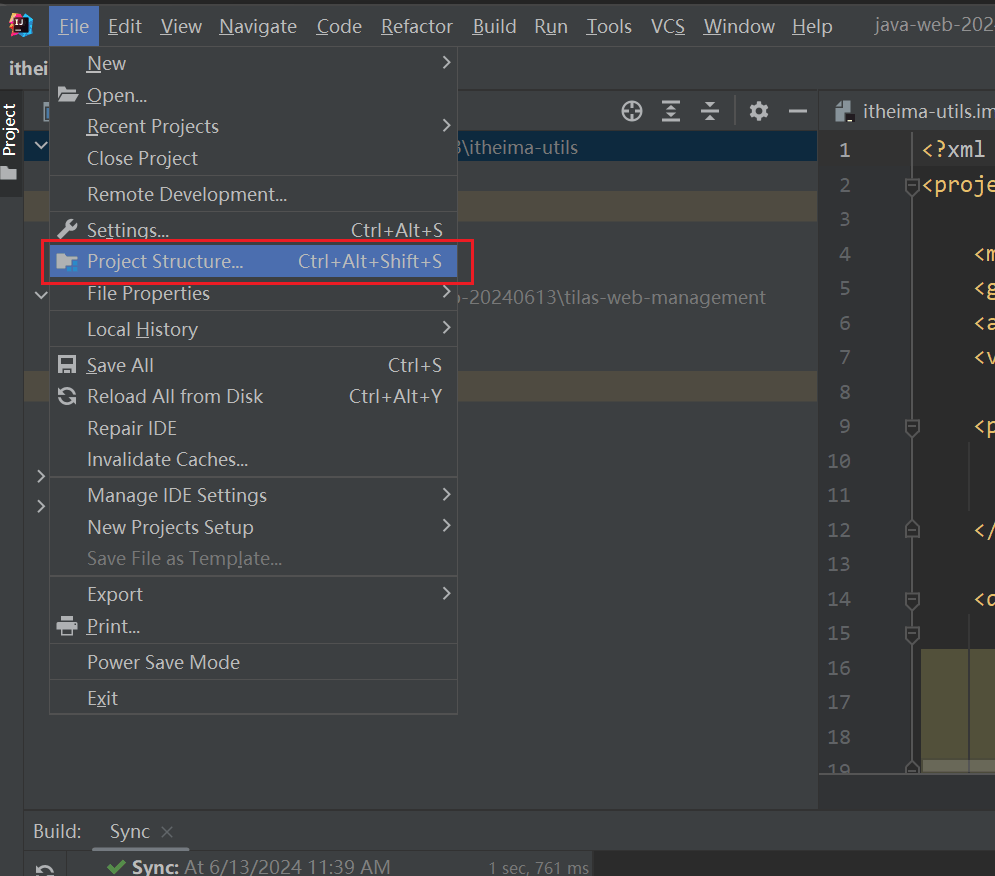 File Edit View Navigate Code Refactor Build Run Tools VCS Window Help java-web-202
ithei
Project
New
Open...
Recent Projects
Close Project
Remote Development...
Settings... Ctrl+Alt+S
Project Structure... Ctrl+Alt+Shift+S
File Properties
Local History
Save All Ctrl+S
Reload All from Disk Ctrl+Alt+Y
Repair IDE
Invalidate Caches...
Manage IDE Settings
New Projects Setup
Save File as Template...
Export
Print...
Power Save Mode
Exit
\itheima-utils
-20240613\tilas-web-management
itheima-utils.im
1 <?xml
2 <proje
3
4 <m
5 <g
6 <a
7 <v
8
9 <p
10
11
12 </
13
14 <d
15
16
17
18
19
Build: Sync
Sync: At 6/13/2024 11:39 AM 1 sec, 761 ms